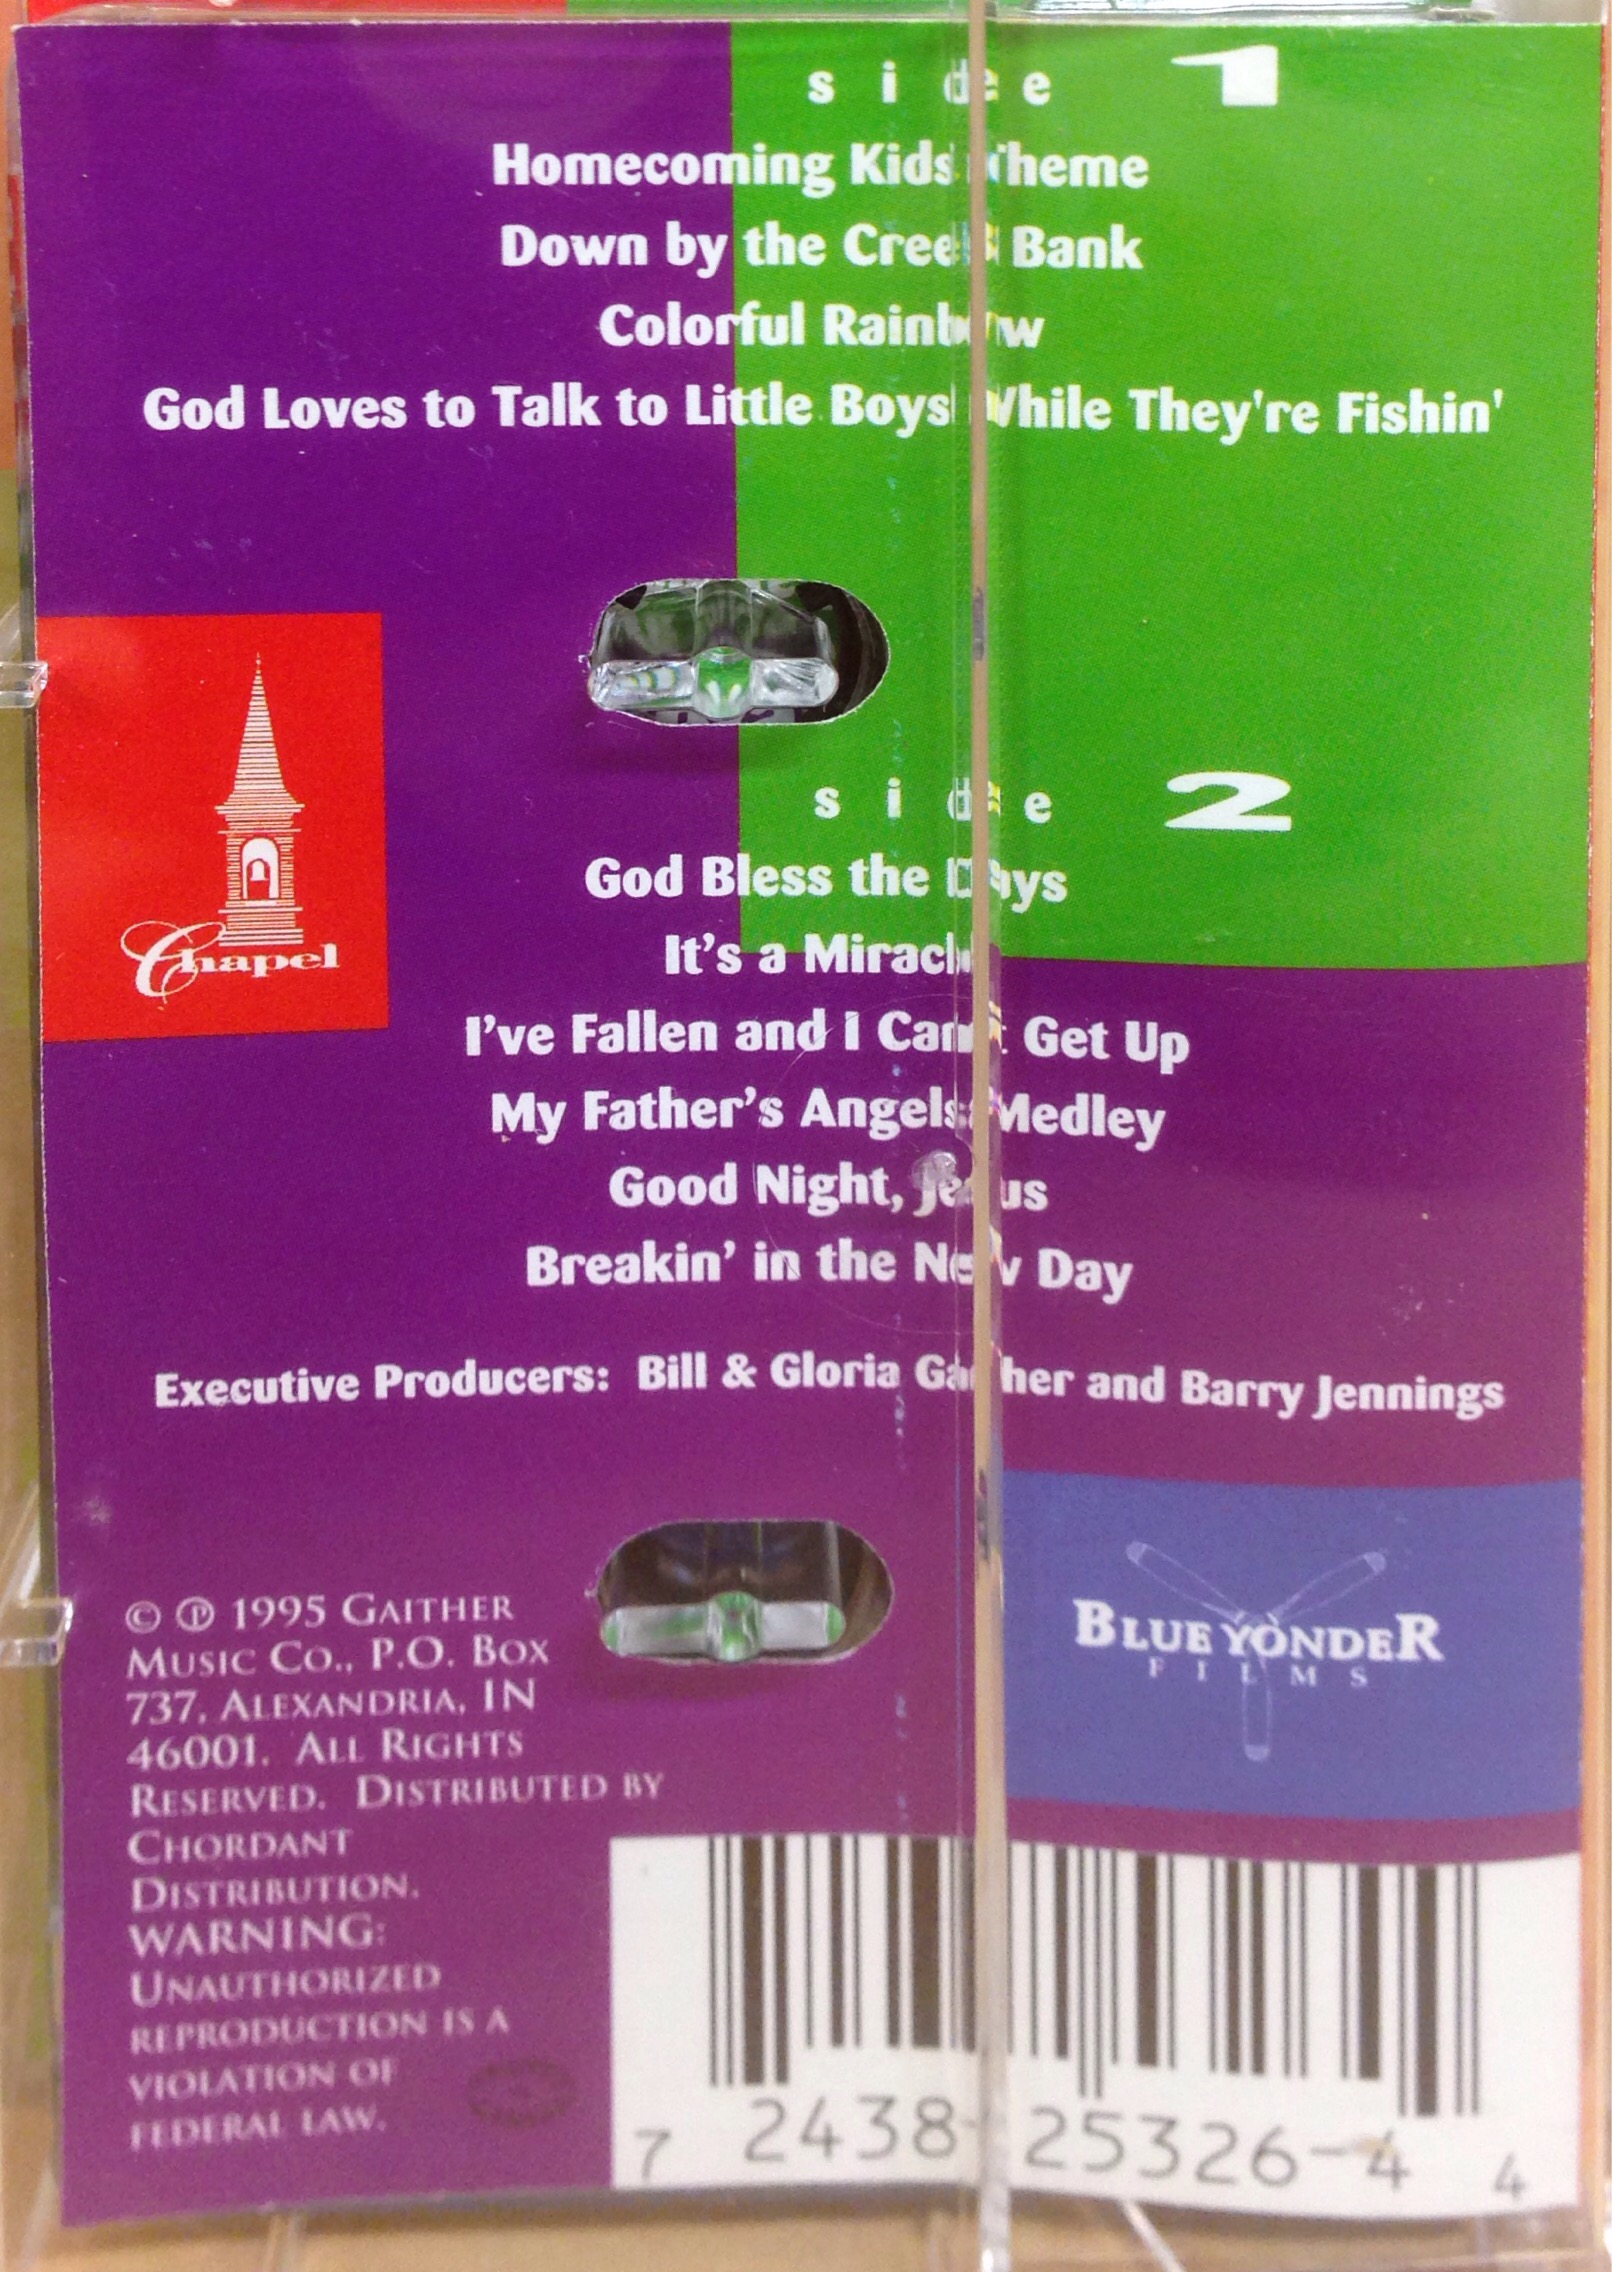 side 1
Homecoming Kids Theme
Down by the Creek Bank
Colorful Rainbow
God Loves to Talk to Little Boys While They're Fishin'
side 2
God Bless the
It's a Miracle
I've Fallen and I Can't Get Up
My Father's Angels Medley
Good Night, Jesus
Breakin' in the New Day
Executive Producers: Bill & Gloria Gaither and Barry Jennings
Chapel
BLUE YONDER
FILMS
© ℗ 1995 GAITHER
MUSIC CO., P.O. BOX
737, ALEXANDRIA, IN
46001. ALL RIGHTS
RESERVED. DISTRIBUTED BY
CHORDANT
DISTRIBUTION.
WARNING:
UNAUTHORIZED
REPRODUCTION IS A
VIOLATION OF
FEDERAL LAW.
7 2438-25326-4 4